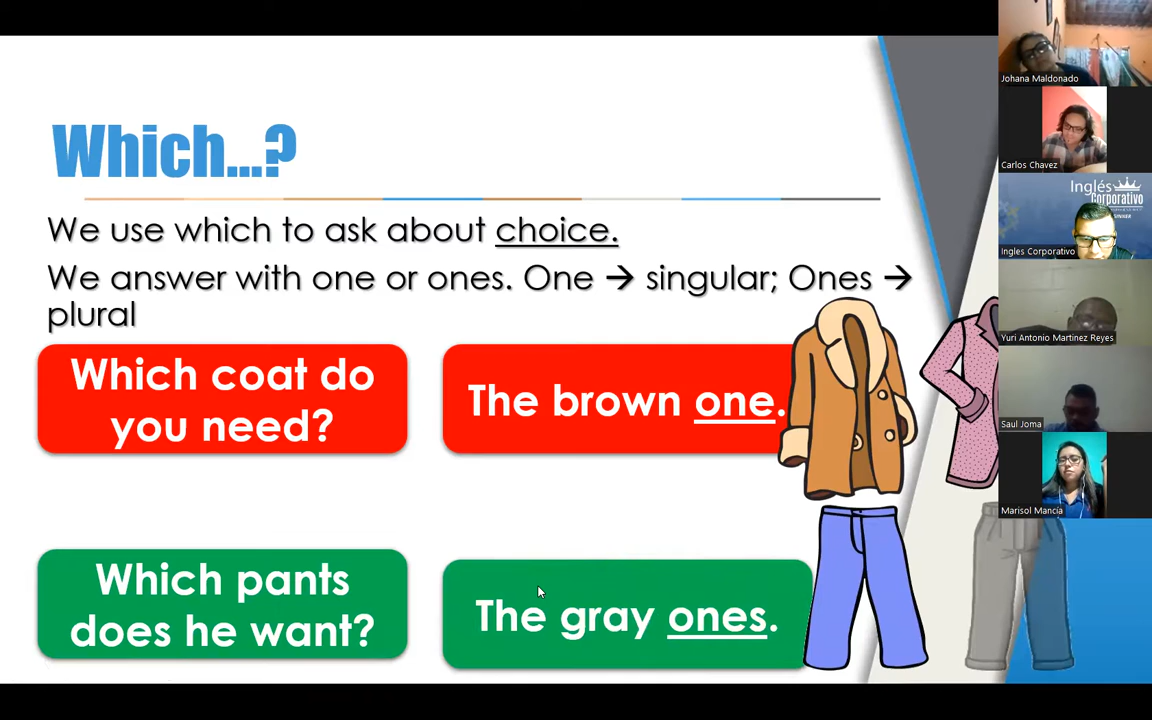 Which...?
We use which to ask about choice.
We answer with one or ones. One → singular; Ones →
plural
Which coat do
you need?
The brown one.
Which pants
does he want?
The gray ones.
Johana Maldonado
Carlos Chavez
Inglés
Corporativo
Ingles Corporativo
Yuri Antonio Martinez Reyes
Saul Joma
Marisol Mancía